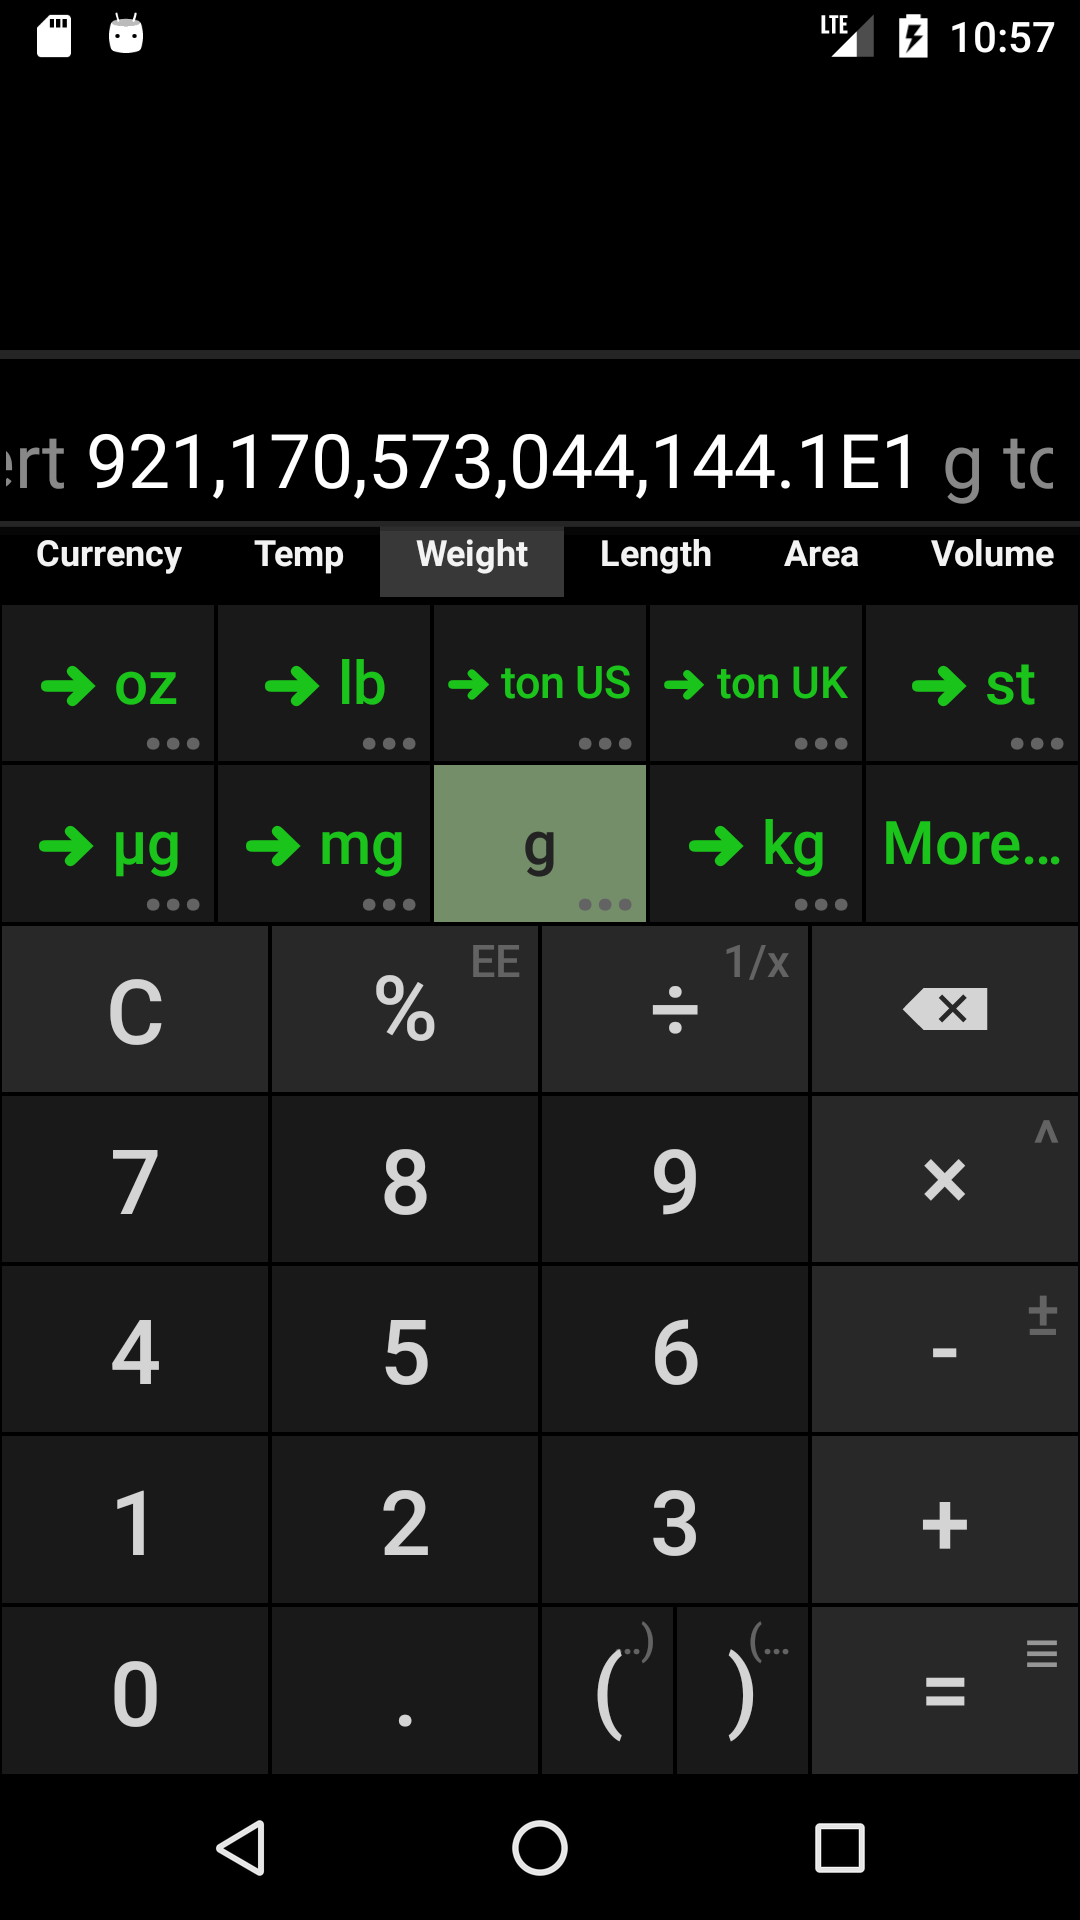 LTE 10:57
ert 921,170,573,044,144.1E1 g to
Currency Temp Weight Length Area Volume
→ oz → lb → ton US → ton UK → st
→ µg → mg g → kg More...
C % EE ÷ 1/x
7 8 9 × ^
4 5 6 - ±
1 2 3 +
0 . ( ..) ) (... =